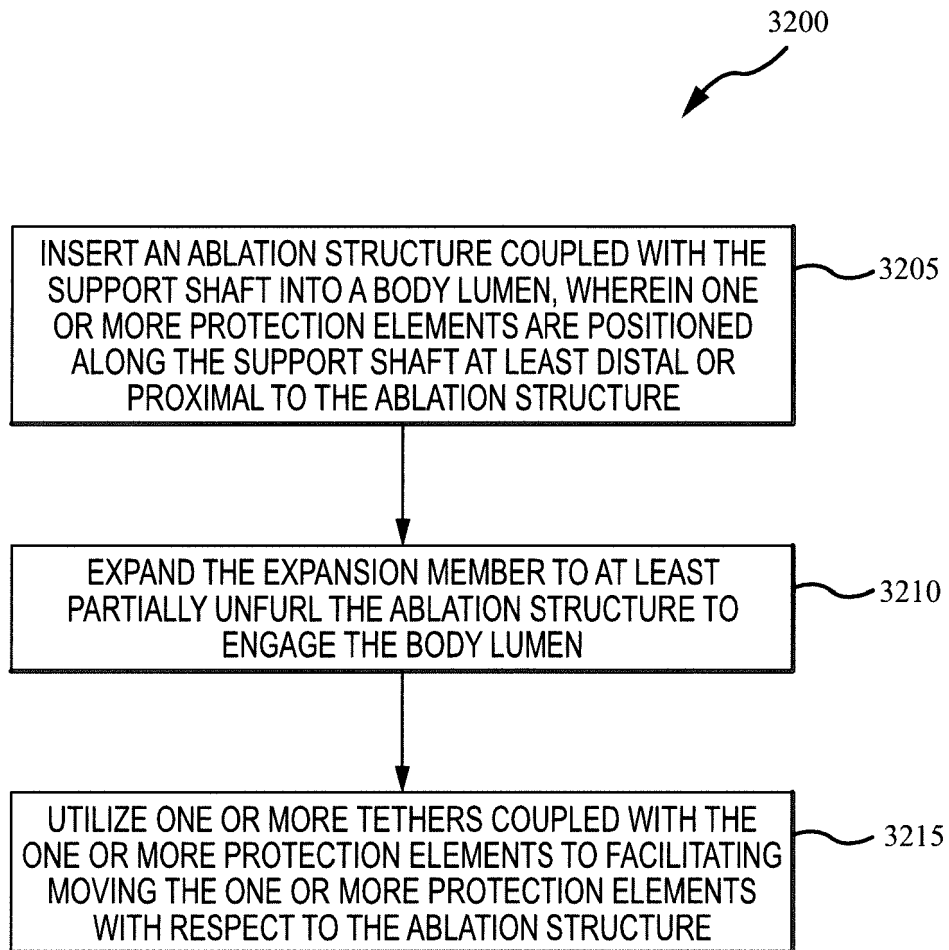 3200
INSERT AN ABLATION STRUCTURE COUPLED WITH THE
SUPPORT SHAFT INTO A BODY LUMEN, WHEREIN ONE
OR MORE PROTECTION ELEMENTS ARE POSITIONED
ALONG THE SUPPORT SHAFT AT LEAST DISTAL OR
PROXIMAL TO THE ABLATION STRUCTURE
3205
EXPAND THE EXPANSION MEMBER TO AT LEAST
PARTIALLY UNFURL THE ABLATION STRUCTURE TO
ENGAGE THE BODY LUMEN
3210
UTILIZE ONE OR MORE TETHERS COUPLED WITH THE
ONE OR MORE PROTECTION ELEMENTS TO FACILITATING
MOVING THE ONE OR MORE PROTECTION ELEMENTS
WITH RESPECT TO THE ABLATION STRUCTURE
3215